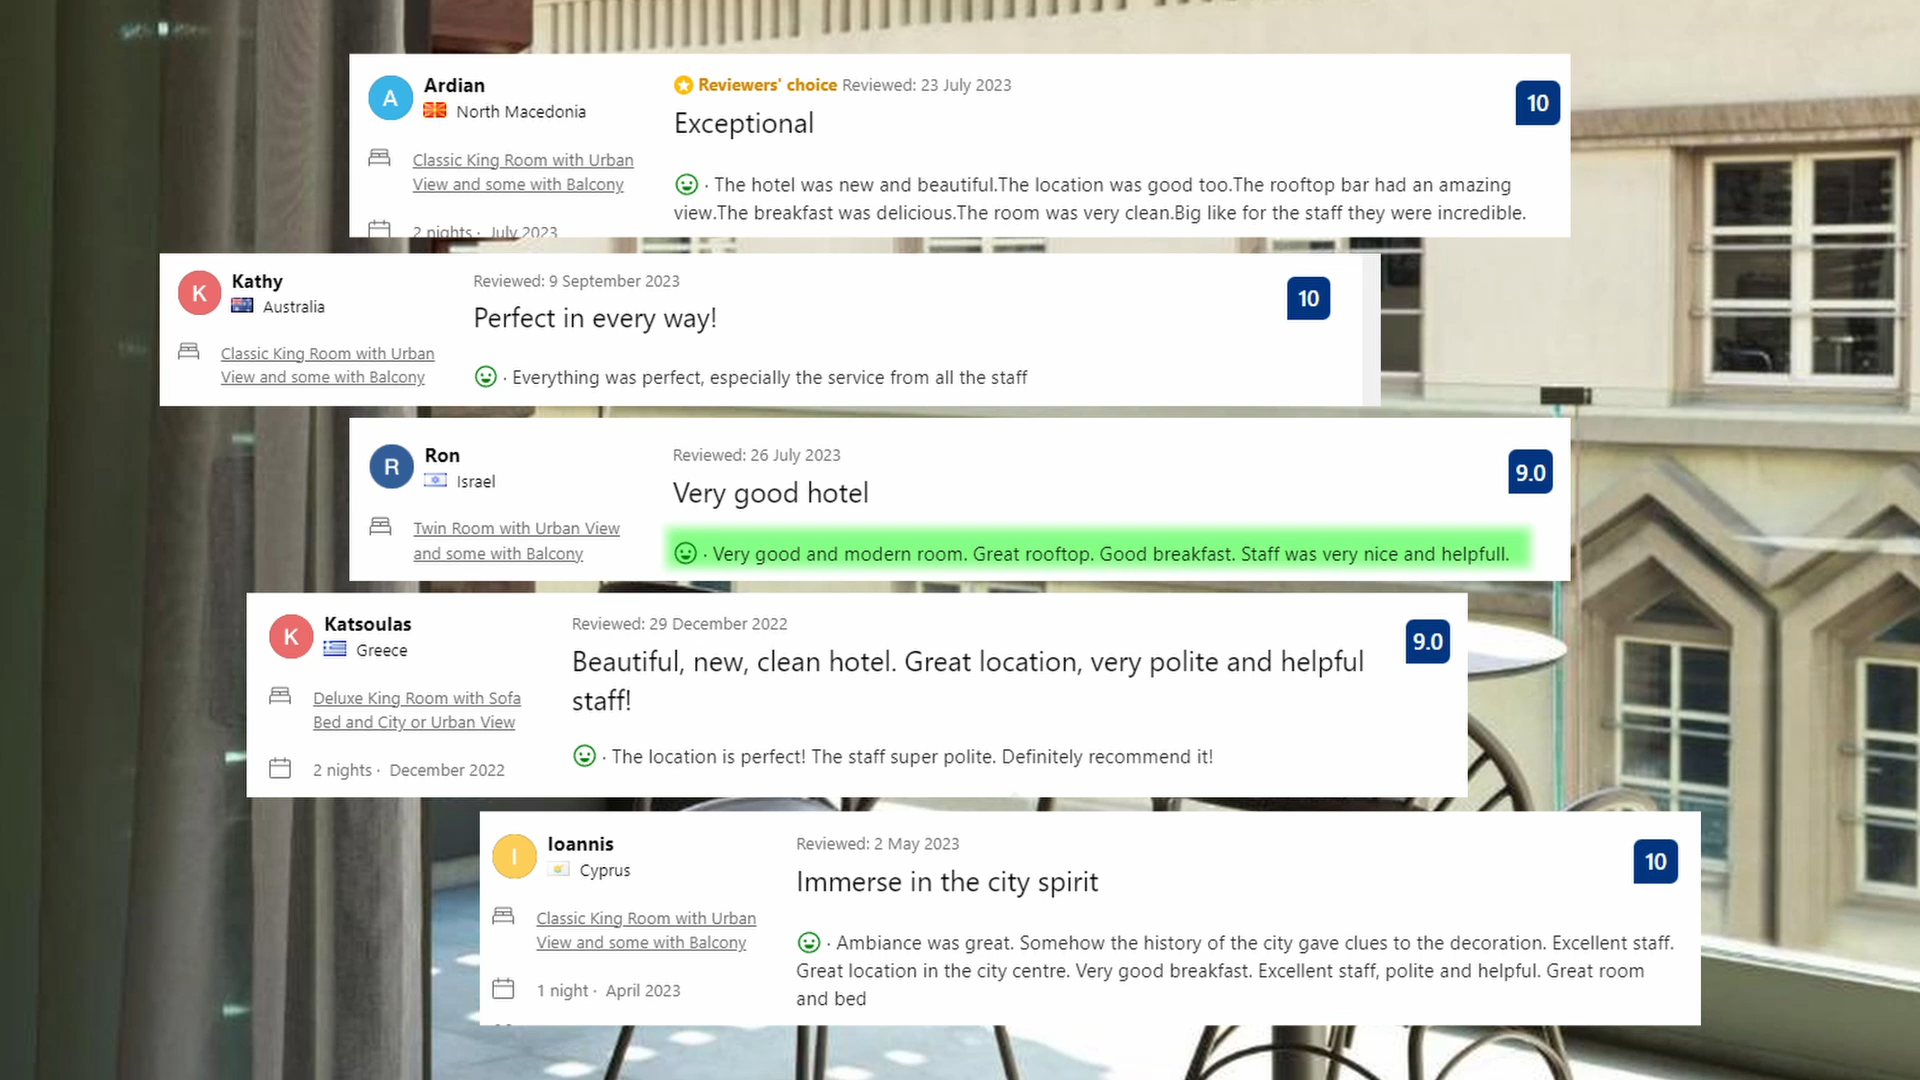 A
Ardian
North Macedonia
Classic King Room with Urban
View and some with Balcony
2 nights · July 2023
Reviewers' choice Reviewed: 23 July 2023
Exceptional
10
· The hotel was new and beautiful.The location was good too.The rooftop bar had an amazing
view.The breakfast was delicious.The room was very clean.Big like for the staff they were incredible.
K
Kathy
Australia
Classic King Room with Urban
View and some with Balcony
Reviewed: 9 September 2023
Perfect in every way!
10
· Everything was perfect, especially the service from all the staff
R
Ron
Israel
Twin Room with Urban View
and some with Balcony
Reviewed: 26 July 2023
Very good hotel
9.0
· Very good and modern room. Great rooftop. Good breakfast. Staff was very nice and helpfull.
K
Katsoulas
Greece
Deluxe King Room with Sofa
Bed and City or Urban View
2 nights · December 2022
Reviewed: 29 December 2022
Beautiful, new, clean hotel. Great location, very polite and helpful
staff!
9.0
· The location is perfect! The staff super polite. Definitely recommend it!
I
Ioannis
Cyprus
Classic King Room with Urban
View and some with Balcony
1 night · April 2023
Reviewed: 2 May 2023
Immerse in the city spirit
10
· Ambiance was great. Somehow the history of the city gave clues to the decoration. Excellent staff.
Great location in the city centre. Very good breakfast. Excellent staff, polite and helpful. Great room
and bed